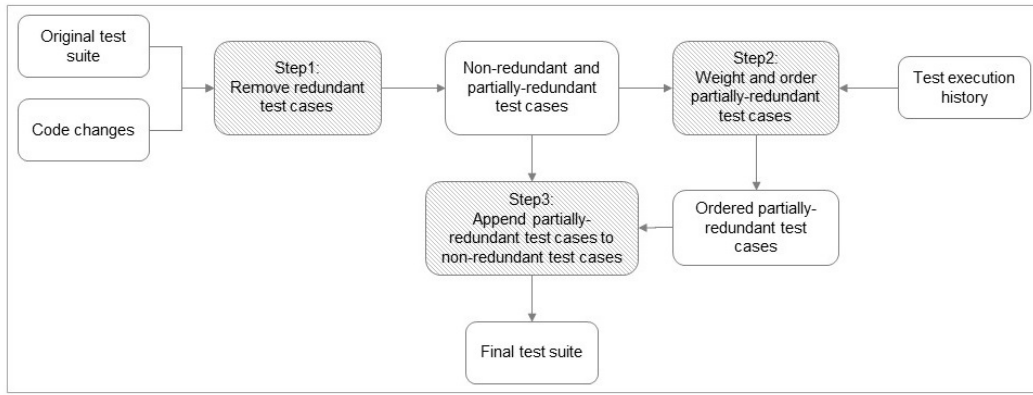 Original test
suite
Code changes
Step1:
Remove redundant
test cases
Non-redundant and
partially-redundant
test cases
Step2:
Weight and order
partially-redundant
test cases
Test execution
history
Step3:
Append partially-
redundant test cases to
non-redundant test cases
Ordered partially-
redundant test
cases
Final test suite